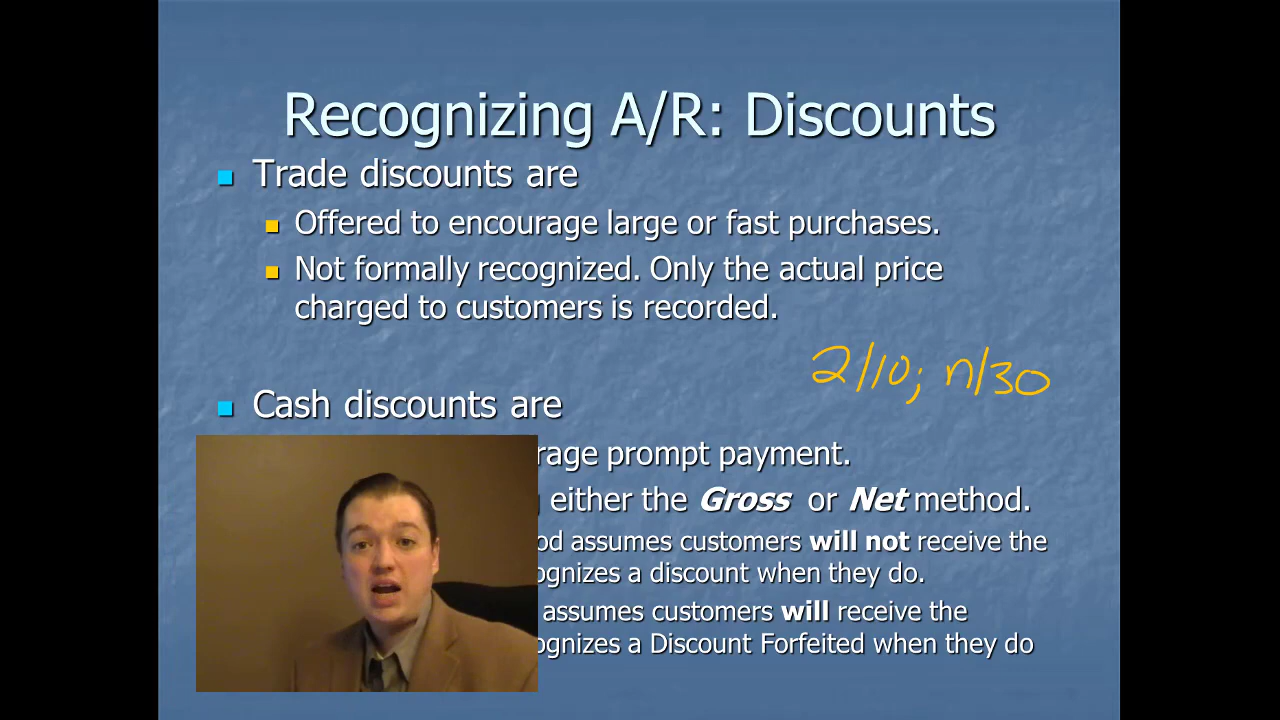 Recognizing A/R: Discounts
Trade discounts are
Offered to encourage large or fast purchases.
Not formally recognized. Only the actual price
charged to customers is recorded.
2/10; n/30
Cash discounts are
rage prompt payment.
either the Gross or Net method.
od assumes customers will not receive the
ognizes a discount when they do.
assumes customers will receive the
ognizes a Discount Forfeited when they do